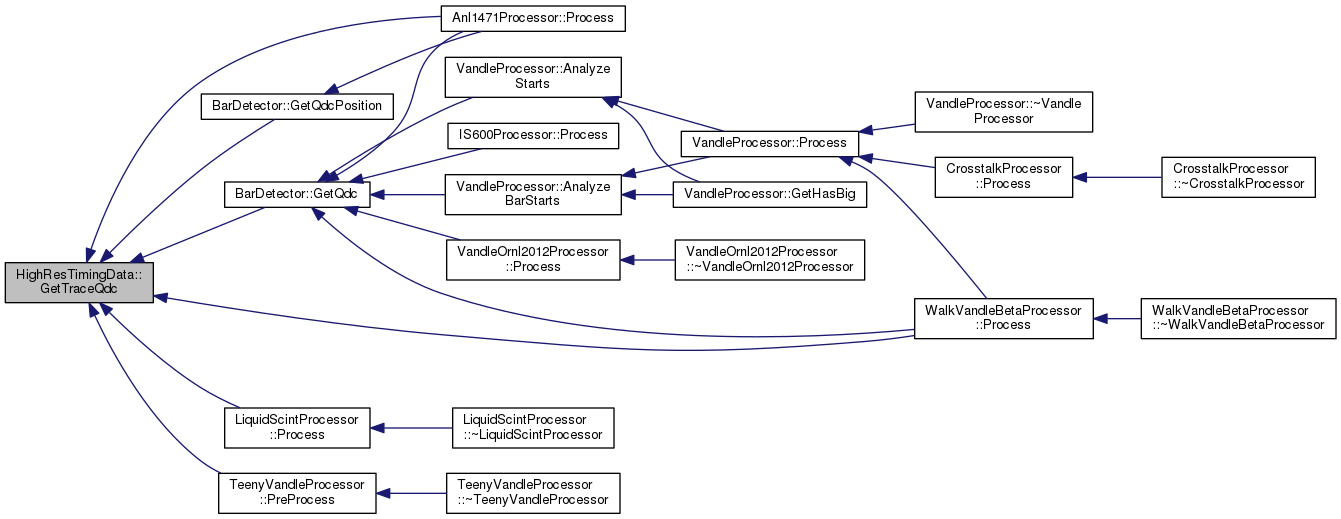 Anl1471Processor::Process
VandleProcessor::Analyze
Starts
BarDetector::GetQdcPosition
VandleProcessor::~Vandle
Processor
IS600Processor::Process
VandleProcessor::Process
CrosstalkProcessor
::Process
CrosstalkProcessor
::~CrosstalkProcessor
BarDetector::GetQdc
VandleProcessor::Analyze
BarStarts
VandleProcessor::GetHasBig
VandleOrnl2012Processor
::Process
VandleOrnl2012Processor
::~VandleOrnl2012Processor
HighResTimingData::
GetTraceQdc
WalkVandleBetaProcessor
::Process
WalkVandleBetaProcessor
::~WalkVandleBetaProcessor
LiquidScintProcessor
::Process
LiquidScintProcessor
::~LiquidScintProcessor
TeenyVandleProcessor
::PreProcess
TeenyVandleProcessor
::~TeenyVandleProcessor